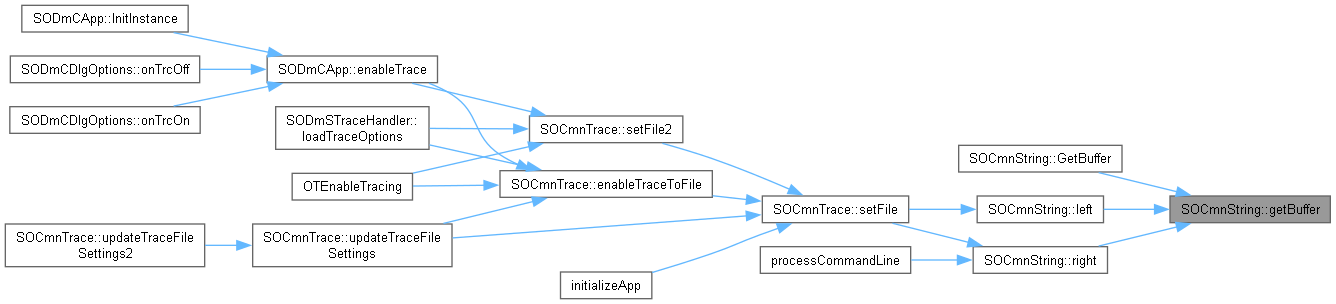 SODmCApp::InitInstance
SODmCDlgOptions::onTrcOff
SODmCDlgOptions::onTrcOn
SODmCApp::enableTrace
SODmSTraceHandler::
loadTraceOptions
OTEnableTracing
SOCmnTrace::updateTraceFile
Settings2
SOCmnTrace::updateTraceFile
Settings
SOCmnTrace::setFile2
SOCmnTrace::enableTraceToFile
initializeApp
SOCmnTrace::setFile
processCommandLine
SOCmnString::GetBuffer
SOCmnString::left
SOCmnString::right
SOCmnString::getBuffer